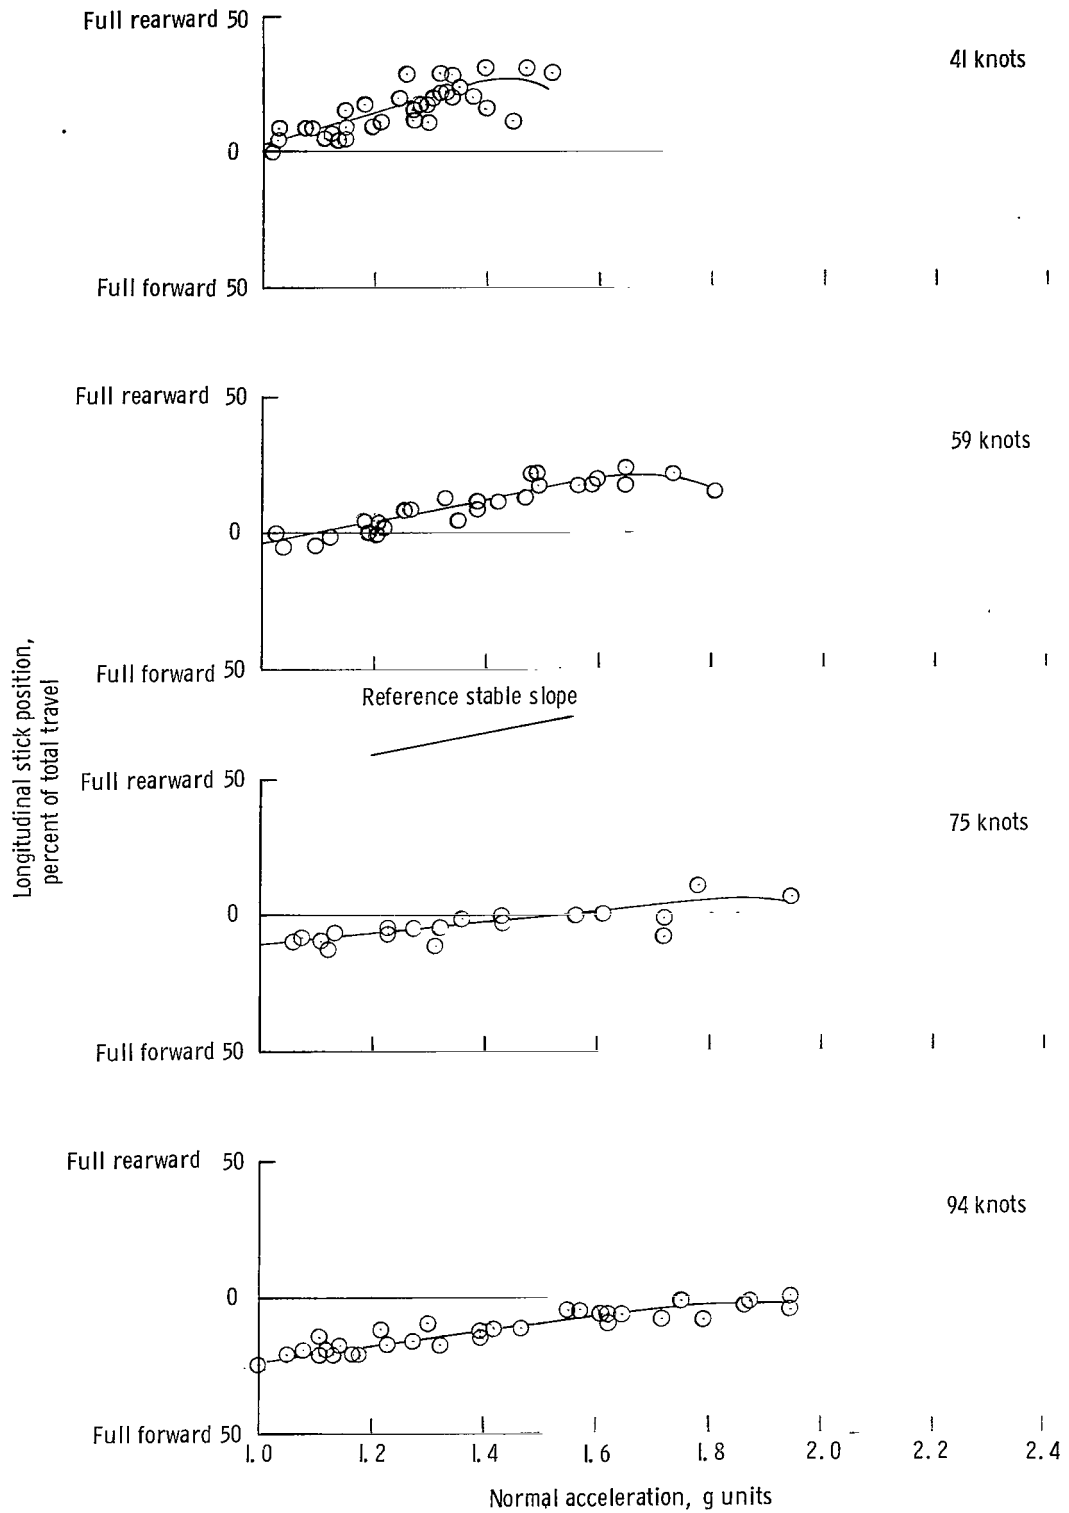 Full rearward 50
41 knots
0
Full forward 50
Full rearward 50
59 knots
0
Full forward 50
Reference stable slope
Longitudinal stick position,
percent of total travel
Full rearward 50
75 knots
0
Full forward 50
Full rearward 50
94 knots
0
Full forward 50
1.0 1.2 1.4 1.6 1.8 2.0 2.2 2.4
Normal acceleration, g units